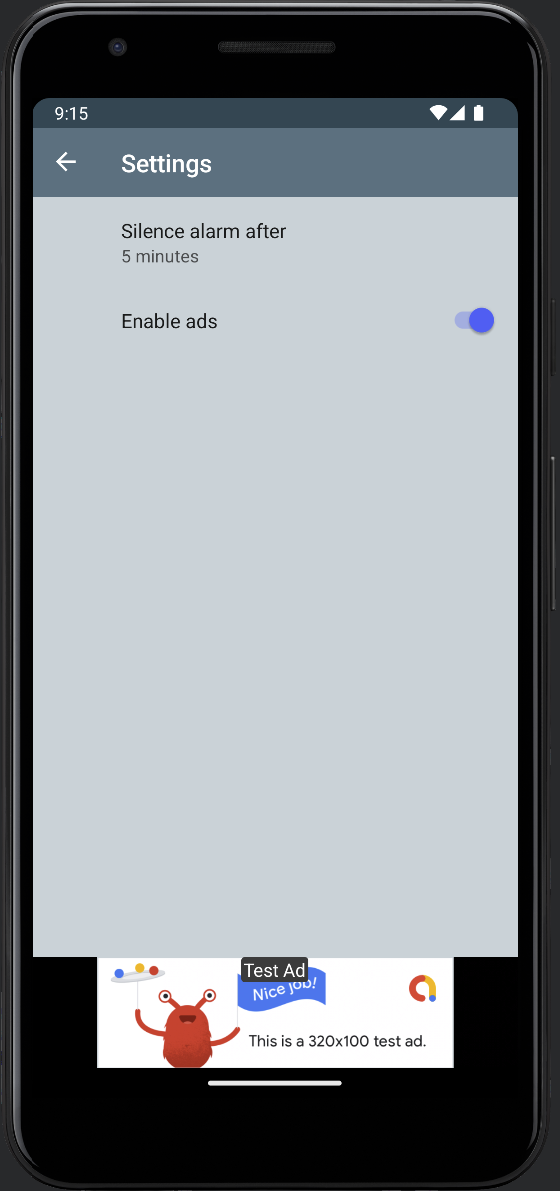 9:15
Settings
Silence alarm after
5 minutes
Enable ads
Test Ad
Nice job!
This is a 320x100 test ad.